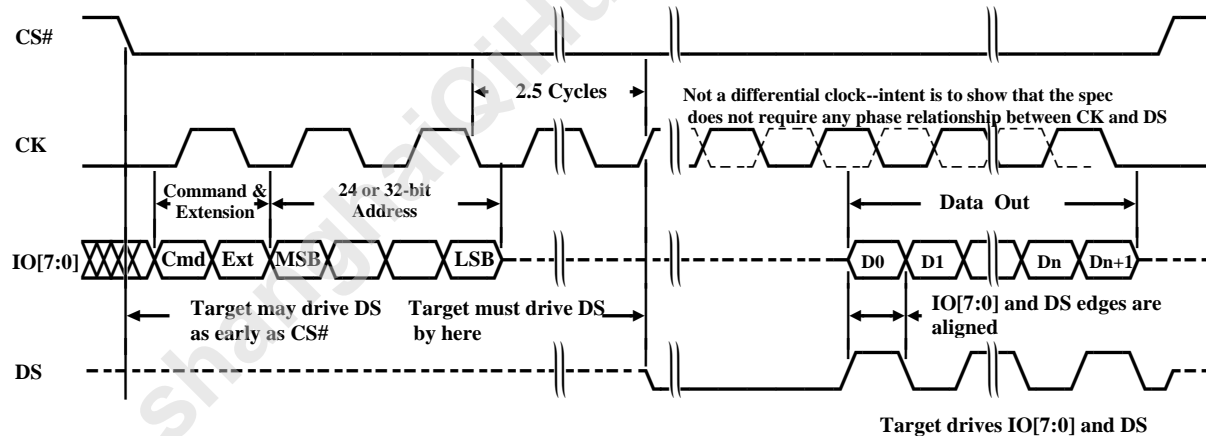 CS#
2.5 Cycles
Not a differential clock--intent is to show that the spec
does not require any phase relationship between CK and DS
CK
Command &
Extension
24 or 32-bit
Address
Data Out
IO[7:0]
Cmd
Ext
MSB
LSB
D0
D1
Dn
Dn+1
Target may drive DS
as early as CS#
Target must drive DS
by here
IO[7:0] and DS edges are
aligned
DS
Target drives IO[7:0] and DS